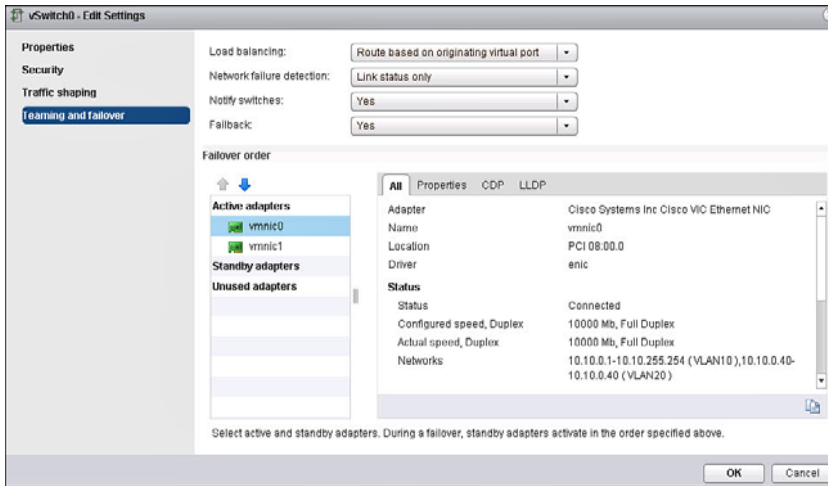 vSwitch0 - Edit Settings
Properties
Security
Traffic shaping
Teaming and failover
Load balancing: Route based on originating virtual port
Network failure detection: Link status only
Notify switches: Yes
Failback: Yes
Failover order
Active adapters
vmnic0
vmnic1
Standby adapters
Unused adapters
All Properties CDP LLDP
Adapter Cisco Systems Inc Cisco VIC Ethernet NIC
Name vmnic0
Location PCI 08:00.0
Driver enic
Status
Status Connected
Configured speed, Duplex 10000 Mb, Full Duplex
Actual speed, Duplex 10000 Mb, Full Duplex
Networks 10.10.0.1-10.10.255.254 ( VLAN10 ),10.10.0.40-
10.10.0.40 ( VLAN20 )
Select active and standby adapters. During a failover, standby adapters activate in the order specified above.
OK Cancel